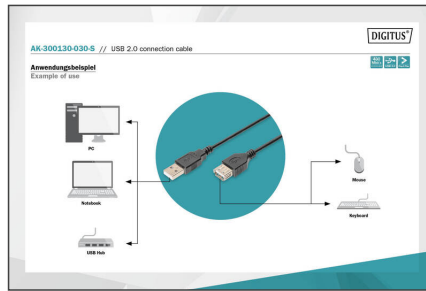 DIGITUS®
AK-300130-030-S // USB 2.0 connection cable
Anwendungsbeispiel
Example of use
PC
Notebook
USB Hub
Mouse
Keyboard